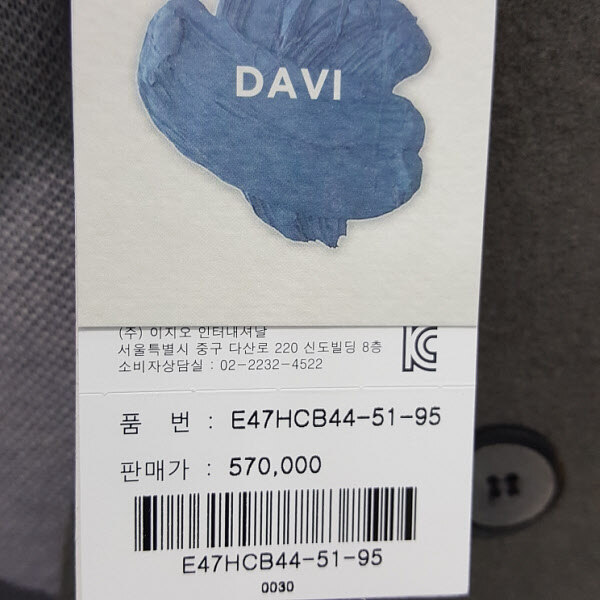 DAVI
(주) 이지오 인터내셔날
서울특별시 중구 다산로 220 신도빌딩 8층
소비자상담실 : 02-2232-4522
품 번 : E47HCB44-51-95
판매가 : 570,000
E47HCB44-51-95
0030